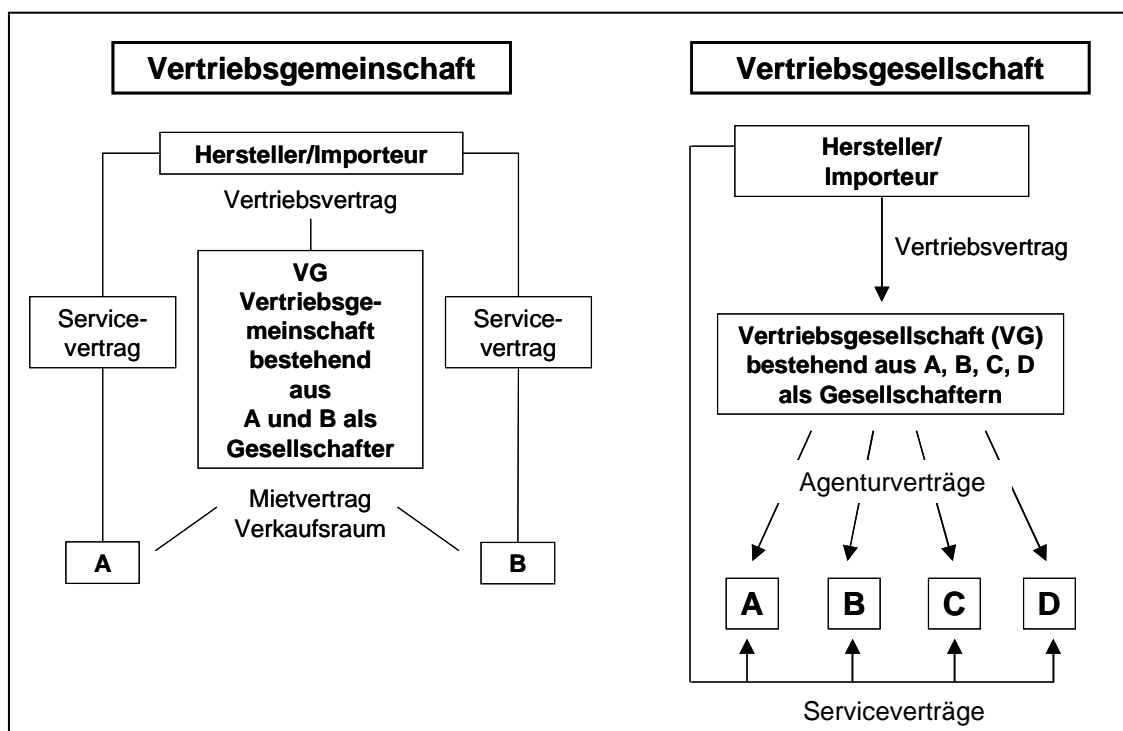 Vertriebsgemeinschaft
Hersteller/Importeur
Vertriebsvertrag
VG
Vertriebsge-
meinschaft
bestehend
aus
A und B als
Gesellschafter
Service-
vertrag
Service-
vertrag
Mietvertrag
Verkaufsraum
A
B
Vertriebsgesellschaft
Hersteller/
Importeur
Vertriebsvertrag
Vertriebsgesellschaft (VG)
bestehend aus A, B, C, D
als Gesellschaftern
Agenturverträge
A
B
C
D
Serviceverträge